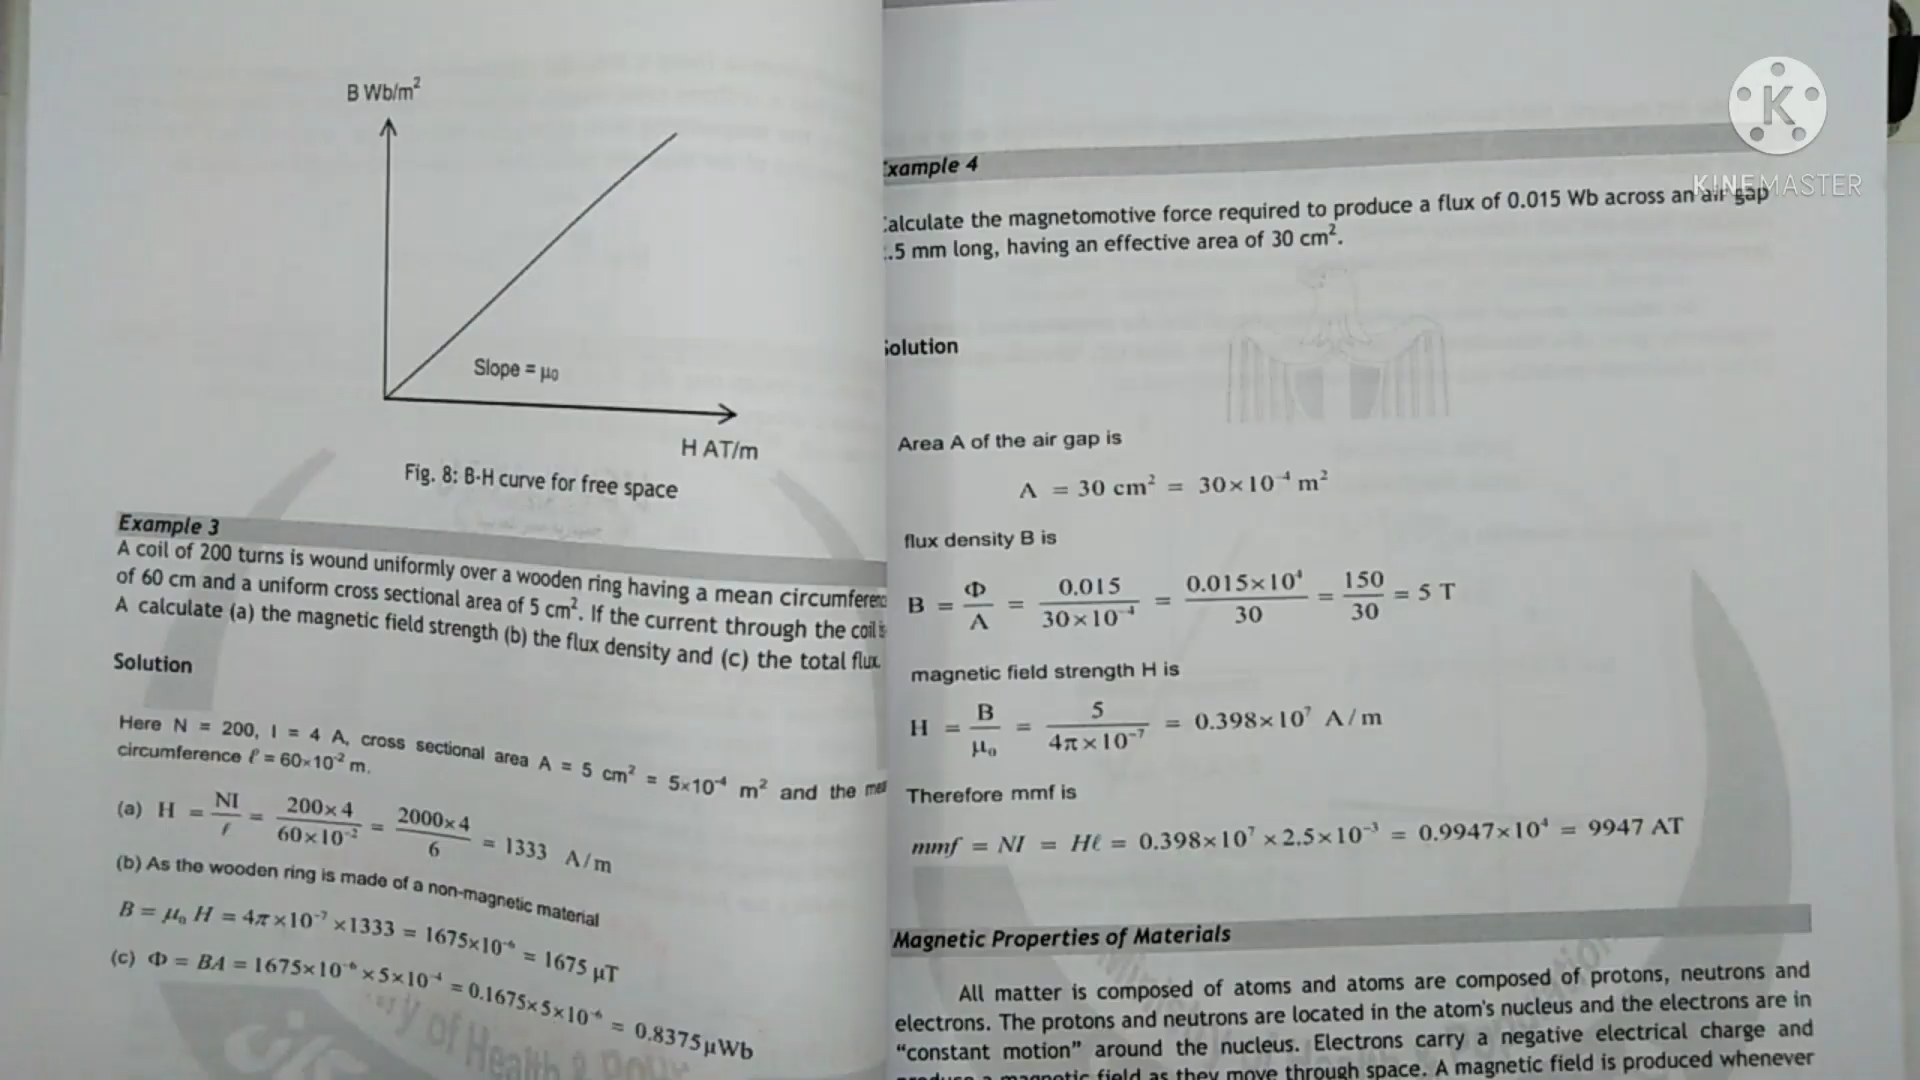 B Wb/m²
Slope = μ₀
H AT/m
Fig. 8: B-H curve for free space
Example 3
A coil of 200 turns is wound uniformly over a wooden ring having a mean
of 60 cm and a uniform cross sectional area of 5 cm². If the current through the coil
A calculate (a) the magnetic field strength (b) the flux density and (c) the total flux.
Solution
Here N = 200, I = 4 A, cross sectional area A = 5 cm² = 5×10⁻⁴ m² and the
circumference ℓ = 60×10⁻² m.
(a) H = NI/ℓ = 200×4/60×10⁻² = 2000×4/6 = 1333 A/m
(b) As the wooden ring is made of a non-magnetic material
B = μ₀ H = 4π×10⁻⁷×1333 = 1675×10⁻⁶ = 1675 μT
(c) Φ = BA = 1675×10⁻⁶×5×10⁻⁴ = 0.1675×5×10⁻⁶ = 0.8375 μWb
KINEMASTER
xample 4
alculate the magnetomotive force required to produce a flux of 0.015 Wb across an air gap
.5 mm long, having an effective area of 30 cm².
Solution
Area A of the air gap is
A = 30 cm² = 30×10⁻⁴ m²
flux density B is
B = Φ/A = 0.015/30×10⁻⁴ = 0.015×10⁴/30 = 150/30 = 5 T
magnetic field strength H is
H = B/μ₀ = 5/4π×10⁻⁷ = 0.398×10⁷ A/m
Therefore mmf is
mmf = NI = Hℓ = 0.398×10⁷ ×2.5×10⁻³ = 0.9947×10⁴ = 9947 AT
Magnetic Properties of Materials
All matter is composed of atoms and atoms are composed of protons, neutrons and
electrons. The protons and neutrons are located in the atom's nucleus and the electrons are in
"constant motion" around the nucleus. Electrons carry a negative electrical charge and
a magnetic field as they move through space. A magnetic field is produced whenever